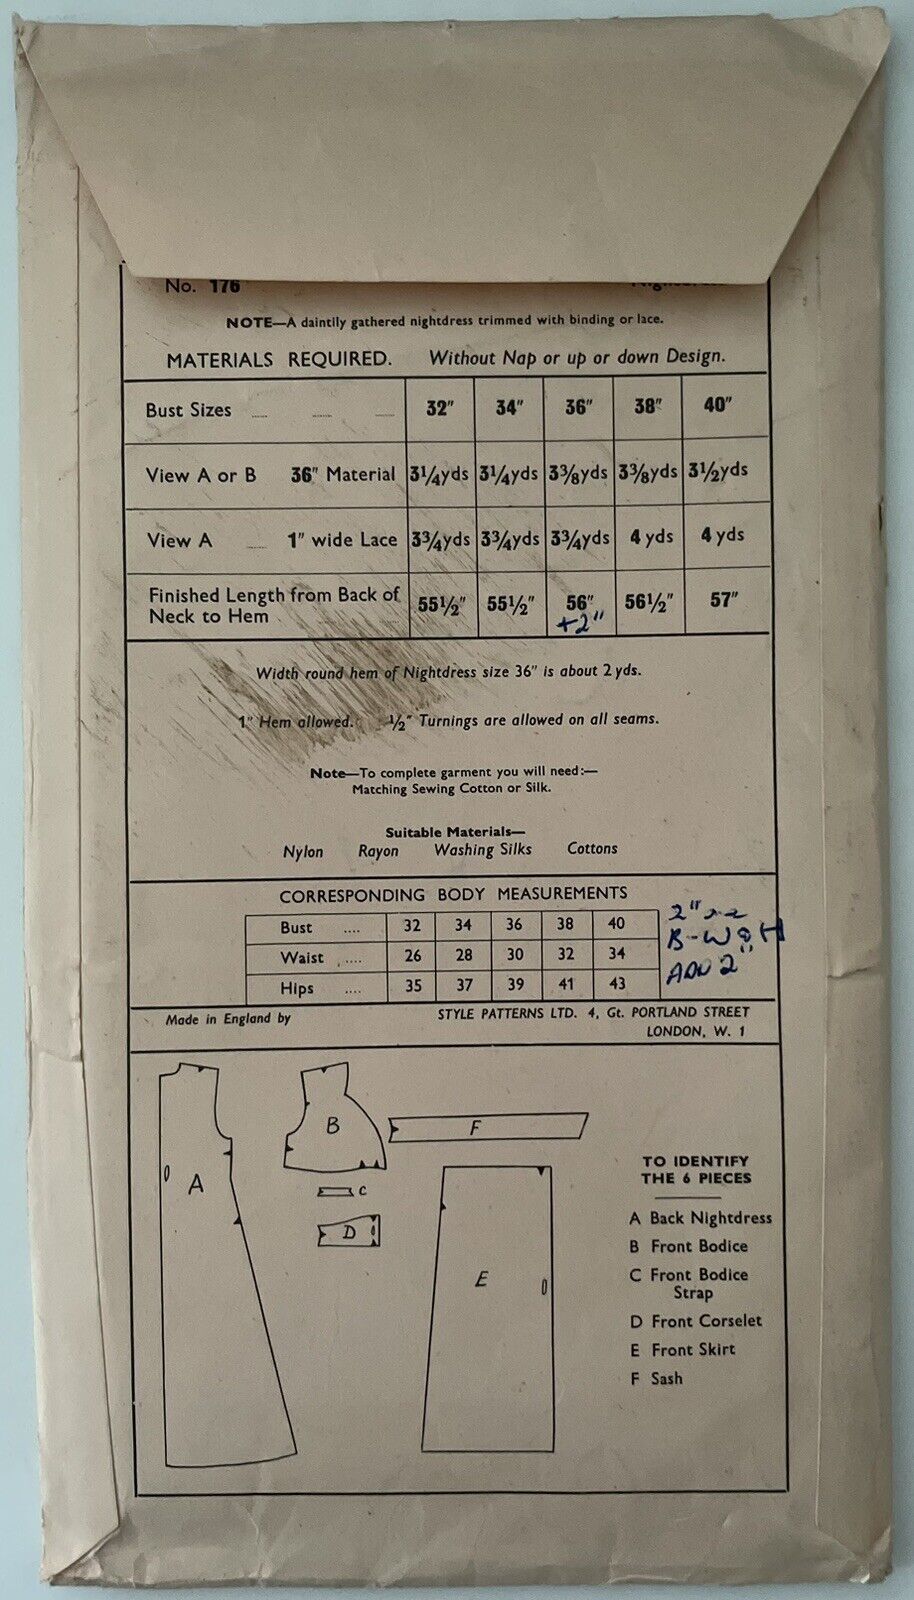 No. 176
NOTE—A daintily gathered nightdress trimmed with binding or lace.
MATERIALS REQUIRED. Without Nap or up or down Design.
Bust Sizes .... .... .... 32" 34" 36" 38" 40"
View A or B 36" Material 3¼yds 3¼yds 3⅜yds 3⅜yds 3½yds
View A .... 1" wide Lace 3¾yds 3¾yds 3¾yds 4 yds 4 yds
Finished Length from Back of
Neck to Hem .... .... 55½" 55½" 56" 56½" 57"
+2"
Width round hem of Nightdress size 36" is about 2 yds.
1" Hem allowed. ½" Turnings are allowed on all seams.
Note—To complete garment you will need:—
Matching Sewing Cotton or Silk.
Suitable Materials—
Nylon Rayon Washing Silks Cottons
CORRESPONDING BODY MEASUREMENTS
Bust .... 32 34 36 38 40
Waist .... 26 28 30 32 34
Hips .... 35 37 39 41 43
2"
B-W & H
ADD 2"
Made in England by STYLE PATTERNS LTD. 4, Gt. PORTLAND STREET
LONDON, W. 1
A
B
C
D
E
F
TO IDENTIFY
THE 6 PIECES
A Back Nightdress
B Front Bodice
C Front Bodice
Strap
D Front Corselet
E Front Skirt
F Sash